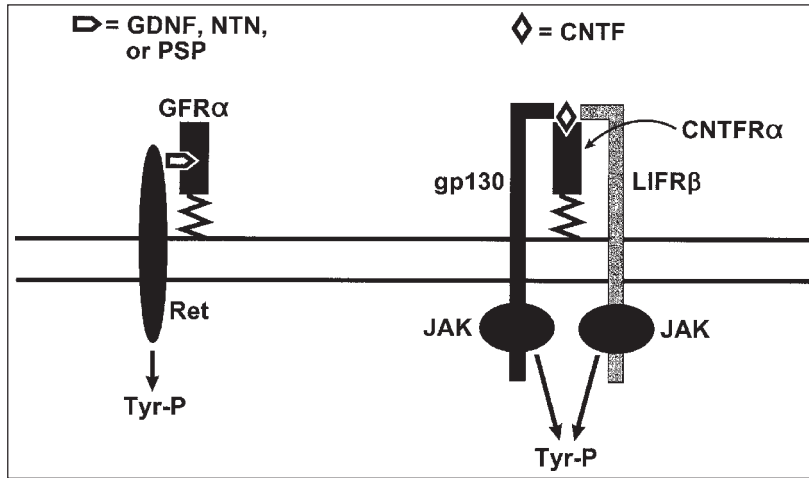 = GDNF, NTN,
or PSP
GFRα
Ret
Tyr-P
= CNTF
CNTFRα
gp130
LIFRβ
JAK
JAK
Tyr-P